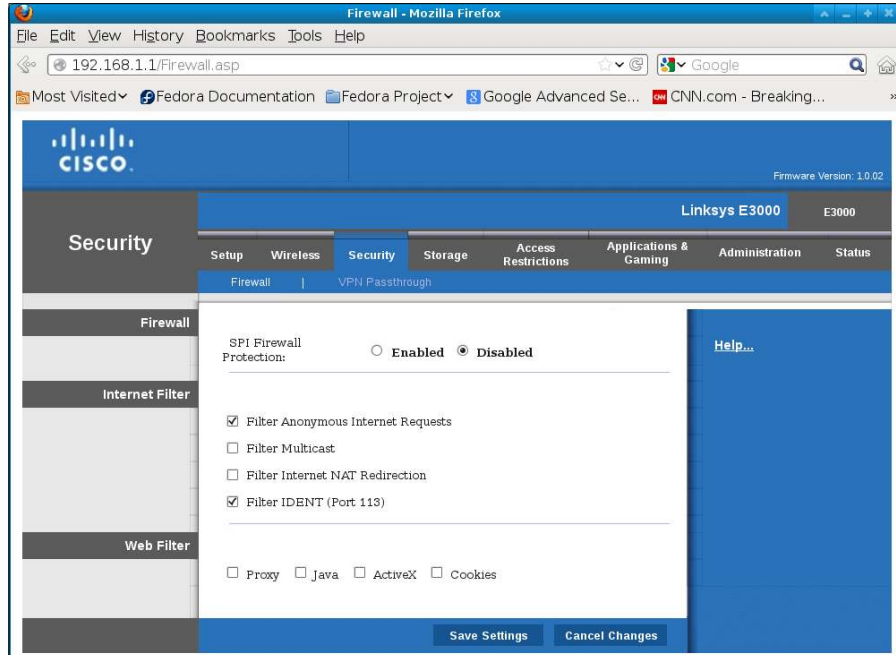 Firewall - Mozilla Firefox
File Edit View History Bookmarks Tools Help
192.168.1.1/Firewall.asp Google
Most Visited Fedora Documentation Fedora Project Google Advanced Se... CNN CNN.com - Breaking... »
CISCO.
Firmware Version: 1.0.02
Linksys E3000 E3000
Security
Setup Wireless Security Storage Access Restrictions Applications & Gaming Administration Status
Firewall | VPN Passthrough
Firewall
SPI Firewall Protection: Enabled Disabled
Help...
Internet Filter
Filter Anonymous Internet Requests
Filter Multicast
Filter Internet NAT Redirection
Filter IDENT (Port 113)
Web Filter
Proxy Java ActiveX Cookies
Save Settings Cancel Changes